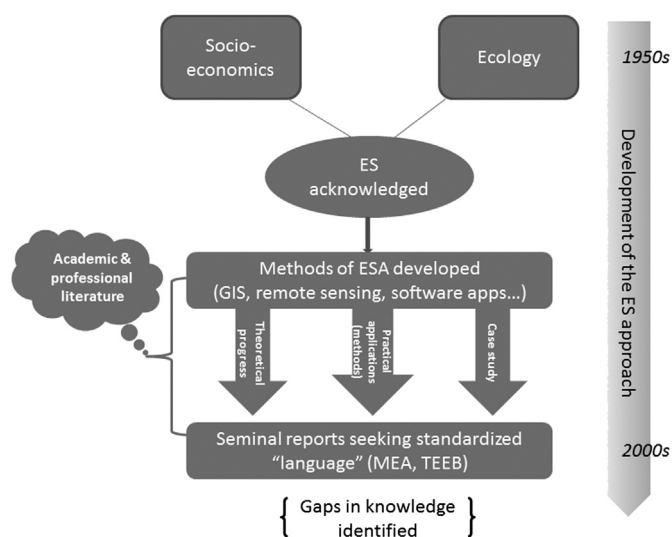 Socio-
economics
Ecology
1950s
ES
acknowledged
Development of the ES approach
Academic &
professional
literature
Methods of ESA developed
(GIS, remote sensing, software apps…)
Theoretical
progress
Practical
applications
(methods)
Case study
Seminal reports seeking standardized
“language” (MEA, TEEB)
2000s
{ Gaps in knowledge }
identified